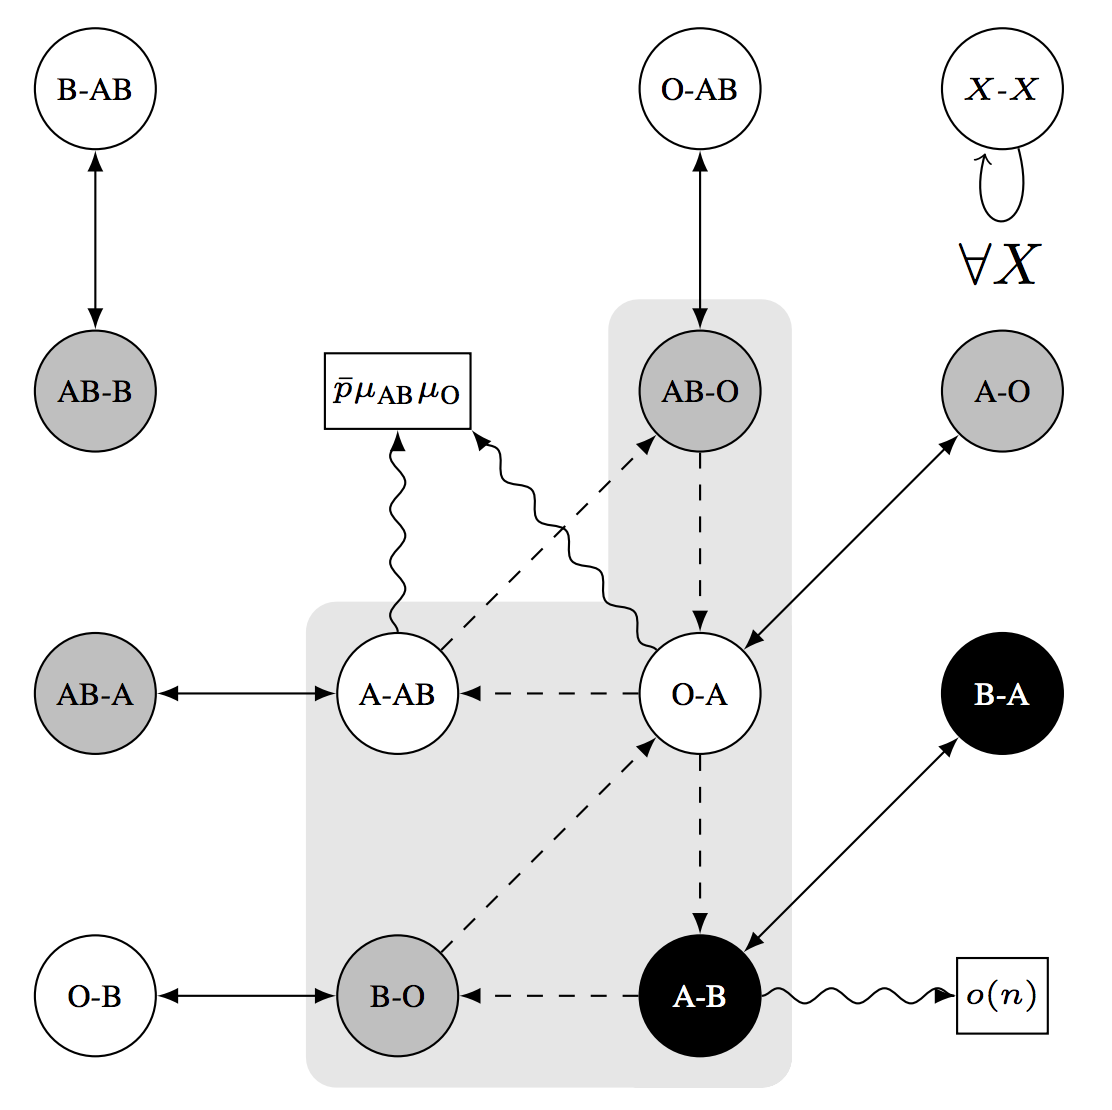 B-AB
O-AB
X-X
∀X
AB-B
p̄μ_AB μ_O
AB-O
A-O
AB-A
A-AB
O-A
B-A
O-B
B-O
A-B
o(n)